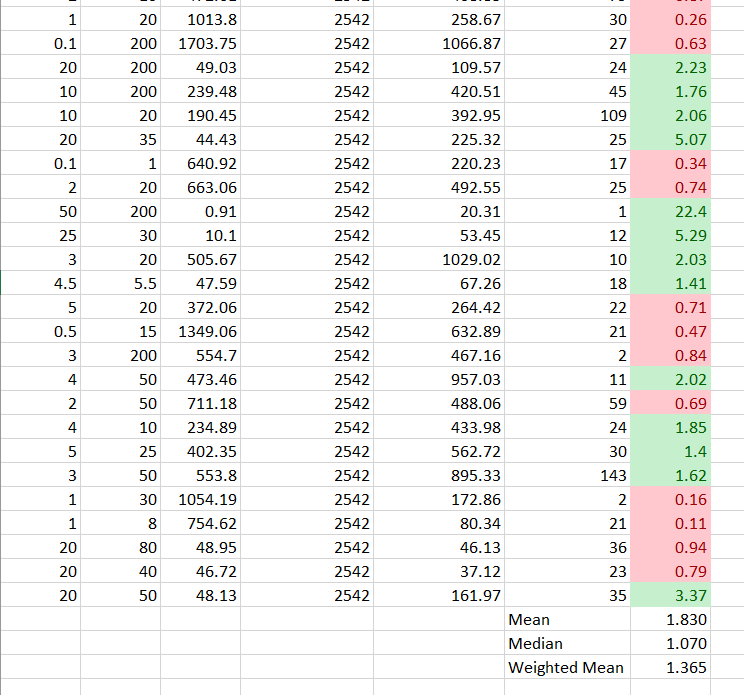 1 20 1013.8 2542 258.67 30 0.26
0.1 200 1703.75 2542 1066.87 27 0.63
20 200 49.03 2542 109.57 24 2.23
10 200 239.48 2542 420.51 45 1.76
10 20 190.45 2542 392.95 109 2.06
20 35 44.43 2542 225.32 25 5.07
0.1 1 640.92 2542 220.23 17 0.34
2 20 663.06 2542 492.55 25 0.74
50 200 0.91 2542 20.31 1 22.4
25 30 10.1 2542 53.45 12 5.29
3 20 505.67 2542 1029.02 10 2.03
4.5 5.5 47.59 2542 67.26 18 1.41
5 20 372.06 2542 264.42 22 0.71
0.5 15 1349.06 2542 632.89 21 0.47
3 200 554.7 2542 467.16 2 0.84
4 50 473.46 2542 957.03 11 2.02
2 50 711.18 2542 488.06 59 0.69
4 10 234.89 2542 433.98 24 1.85
5 25 402.35 2542 562.72 30 1.4
3 50 553.8 2542 895.33 143 1.62
1 30 1054.19 2542 172.86 2 0.16
1 8 754.62 2542 80.34 21 0.11
20 80 48.95 2542 46.13 36 0.94
20 40 46.72 2542 37.12 23 0.79
20 50 48.13 2542 161.97 35 3.37
Mean 1.830
Median 1.070
Weighted Mean 1.365